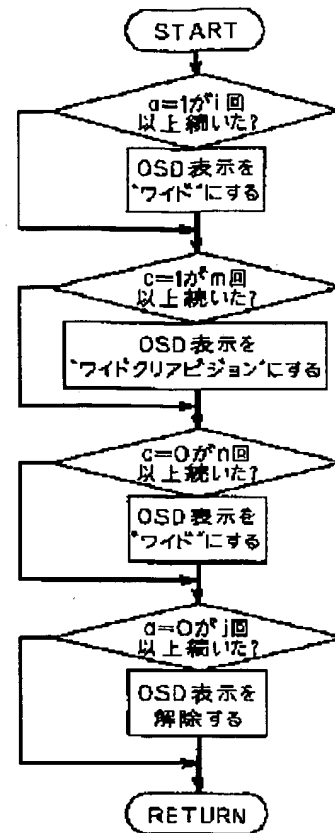 START
a=1がi回
以上続いた?
OSD表示を
"ワイド"にする
c=1がm回
以上続いた?
OSD表示を
"ワイドクリアビジョン"にする
c=0がn回
以上続いた?
OSD表示を
"ワイド"にする
a=0がj回
以上続いた?
OSD表示を
解除する
RETURN